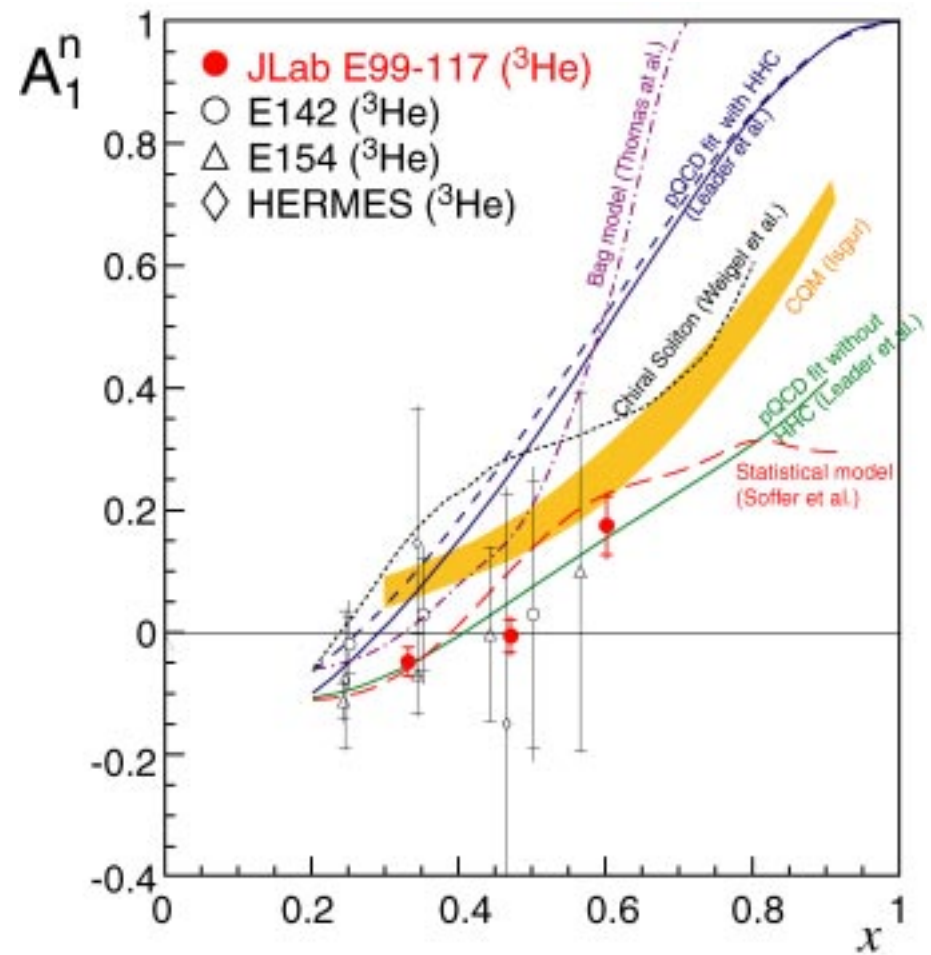 A₁ⁿ
JLab E99-117 (³He)
E142 (³He)
E154 (³He)
HERMES (³He)
Bag model (Thomas at al.)
pQCD fit with HHC
(Leader et al.)
Chiral Soliton (Weigel et al.)
CQM (Isgur)
pQCD fit without
HHC (Leader et al.)
Statistical model
(Soffer et al.)
1
0.8
0.6
0.4
0.2
0
-0.2
-0.4
0 0.2 0.4 0.6 0.8 1
x